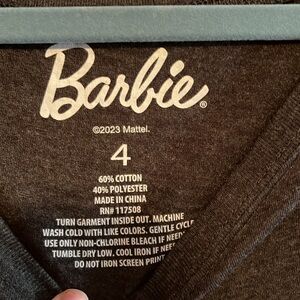 Barbie®
©2023 Mattel.
4
60% COTTON
40% POLYESTER
MADE IN CHINA
RN# 117508
TURN GARMENT INSIDE OUT. MACHINE
WASH COLD WITH LIKE COLORS. GENTLE CYCLE
USE ONLY NON-CHLORINE BLEACH IF NEED
TUMBLE DRY LOW, COOL IRON IF NEE
DO NOT IRON SCREEN PRINT